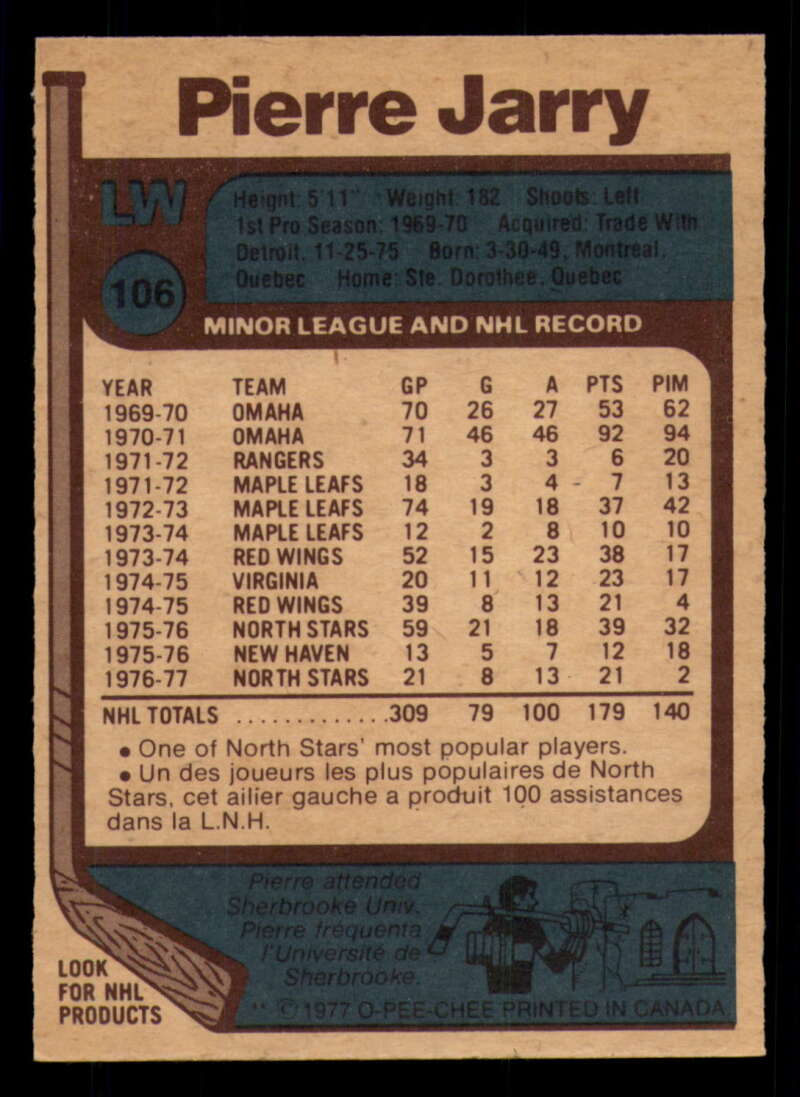 Pierre Jarry
LW
Height: 5'11" Weight: 182 Shoots: Left
1st Pro Season: 1969-70 Acquired: Trade With
Detroit, 11-25-75 Born: 3-30-49, Montreal,
Quebec Home: Ste. Dorothee, Quebec
106
MINOR LEAGUE AND NHL RECORD
YEAR TEAM GP G A PTS PIM
1969-70 OMAHA 70 26 27 53 62
1970-71 OMAHA 71 46 46 92 94
1971-72 RANGERS 34 3 3 6 20
1971-72 MAPLE LEAFS 18 3 4 7 13
1972-73 MAPLE LEAFS 74 19 18 37 42
1973-74 MAPLE LEAFS 12 2 8 10 10
1973-74 RED WINGS 52 15 23 38 17
1974-75 VIRGINIA 20 11 12 23 17
1974-75 RED WINGS 39 8 13 21 4
1975-76 NORTH STARS 59 21 18 39 32
1975-76 NEW HAVEN 13 5 7 12 18
1976-77 NORTH STARS 21 8 13 21 2
NHL TOTALS .............309 79 100 179 140
• One of North Stars' most popular players.
• Un des joueurs les plus populaires de North
Stars, cet ailier gauche a produit 100 assistances
dans la L.N.H.
Pierre attended
Sherbrooke Univ.
Pierre frequenta
l'Université de
Sherbrooke.
LOOK
FOR NHL
PRODUCTS
** © 1977 O-PEE-CHEE PRINTED IN CANADA